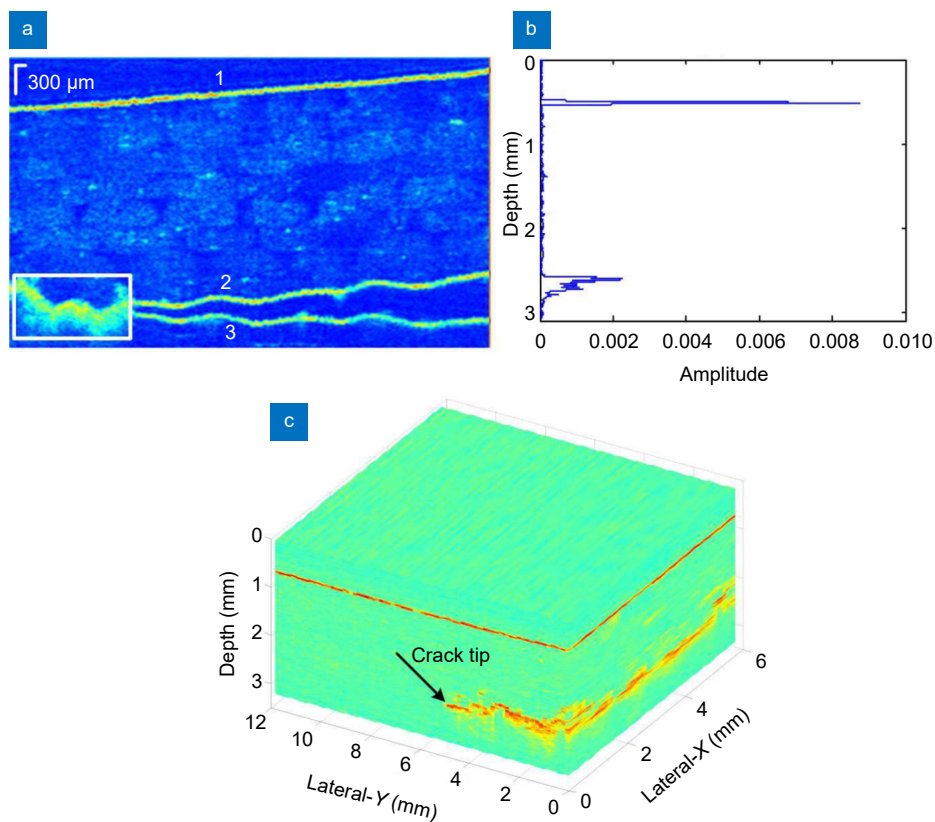 a
300 μm
1
2
3
b
0
1
2
3
Depth (mm)
0 0.002 0.004 0.006 0.008 0.010
Amplitude
c
0
1
2
3
Depth (mm)
Crack tip
12 10 8 6 4 2 0
Lateral-Y (mm)
0 2 4 6
Lateral-X (mm)